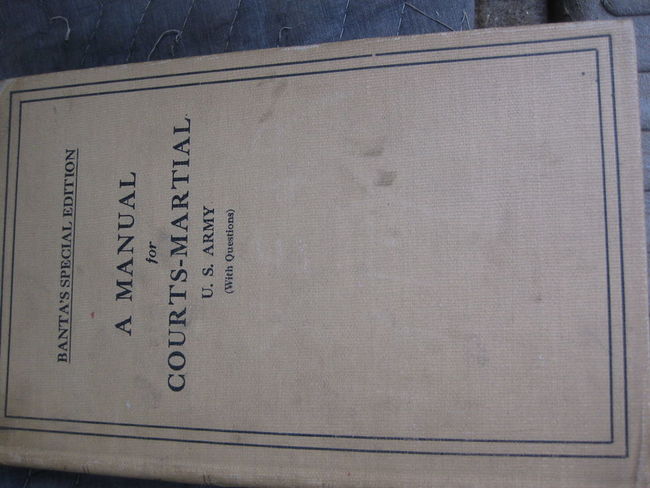 BANTA'S SPECIAL EDITION
A MANUAL
for
COURTS-MARTIAL
U. S. ARMY
(With Questions)